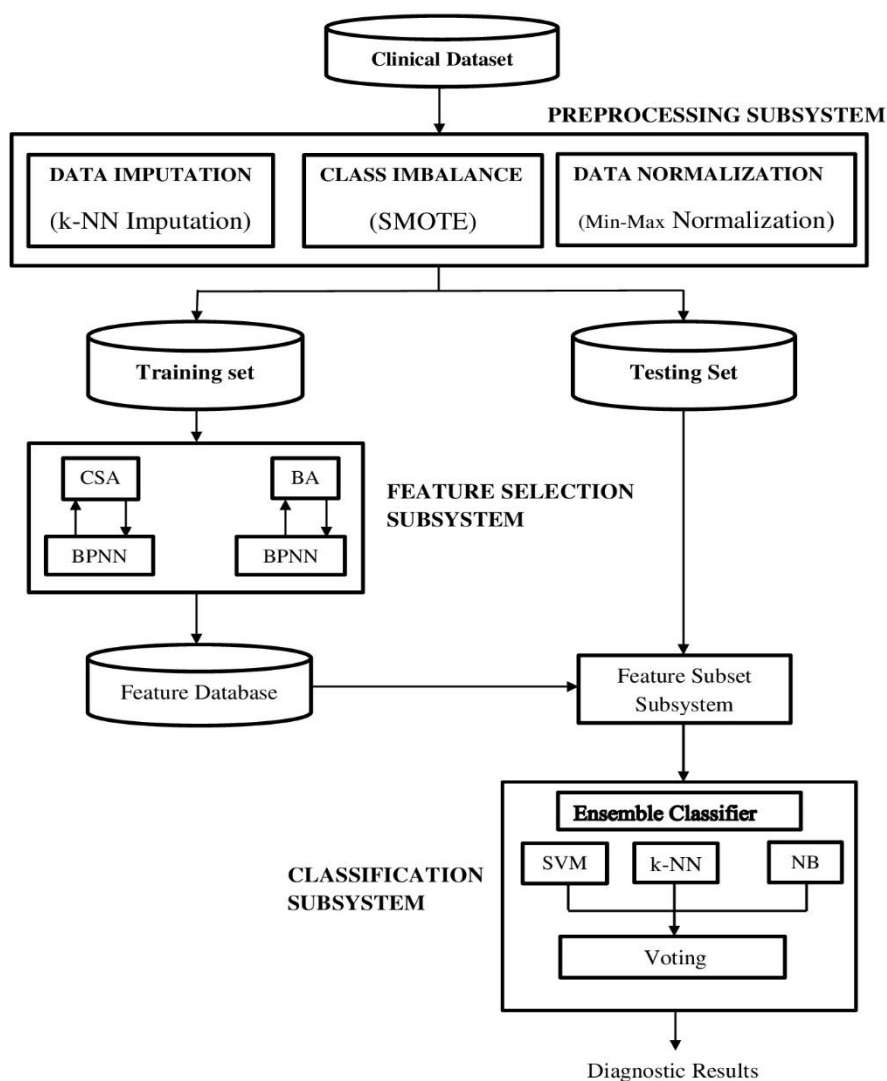 Clinical Dataset
PREPROCESSING SUBSYSTEM
DATA IMPUTATION
(k-NN Imputation)
CLASS IMBALANCE
(SMOTE)
DATA NORMALIZATION
(Min-Max Normalization)
Training set
Testing Set
CSA
BA
BPNN
BPNN
FEATURE SELECTION
SUBSYSTEM
Feature Database
Feature Subset
Subsystem
Ensemble Classifier
SVM
k-NN
NB
Voting
CLASSIFICATION
SUBSYSTEM
Diagnostic Results